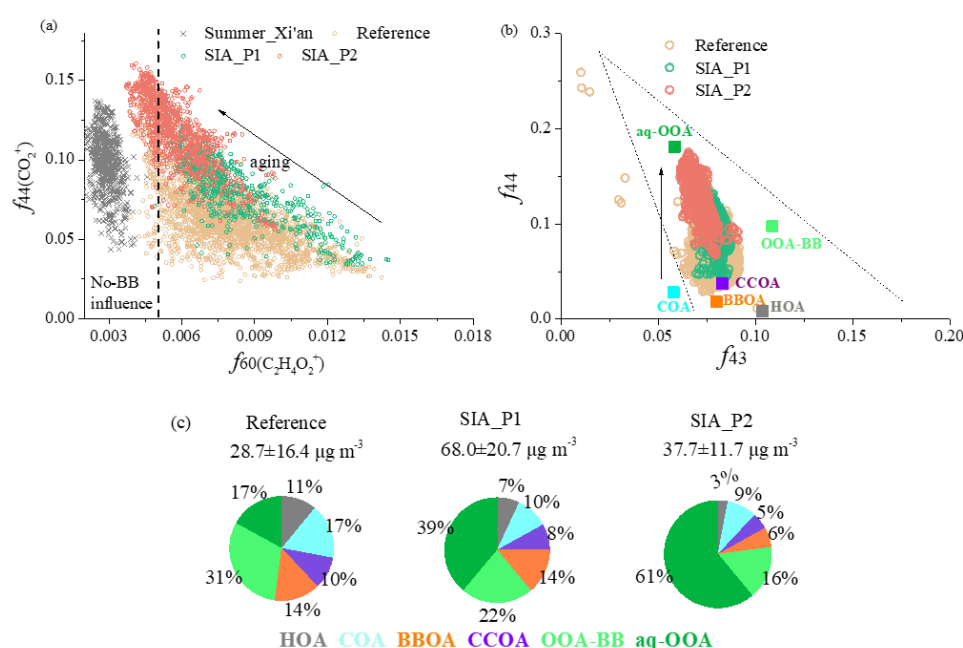 (a)
Summer_Xi'an Reference
SIA_P1 SIA_P2
0.15
0.10
0.05
0.00
f44(CO2+)
aging
No-BB
influence
0.003 0.006 0.009 0.012 0.015 0.018
f60(C2H4O2+)
(b)
Reference
SIA_P1
SIA_P2
0.3
0.2
0.1
0.0
f44
aq-OOA
OOA-BB
CCOA
COA
BBOA
HOA
0.00 0.05 0.10 0.15 0.20
f43
(c)
Reference
28.7±16.4 μg m-3
11%
17%
10%
14%
31%
17%
SIA_P1
68.0±20.7 μg m-3
7%
10%
8%
14%
22%
39%
SIA_P2
37.7±11.7 μg m-3
3%
9%
5%
6%
16%
61%
HOA COA BBOA CCOA OOA-BB aq-OOA